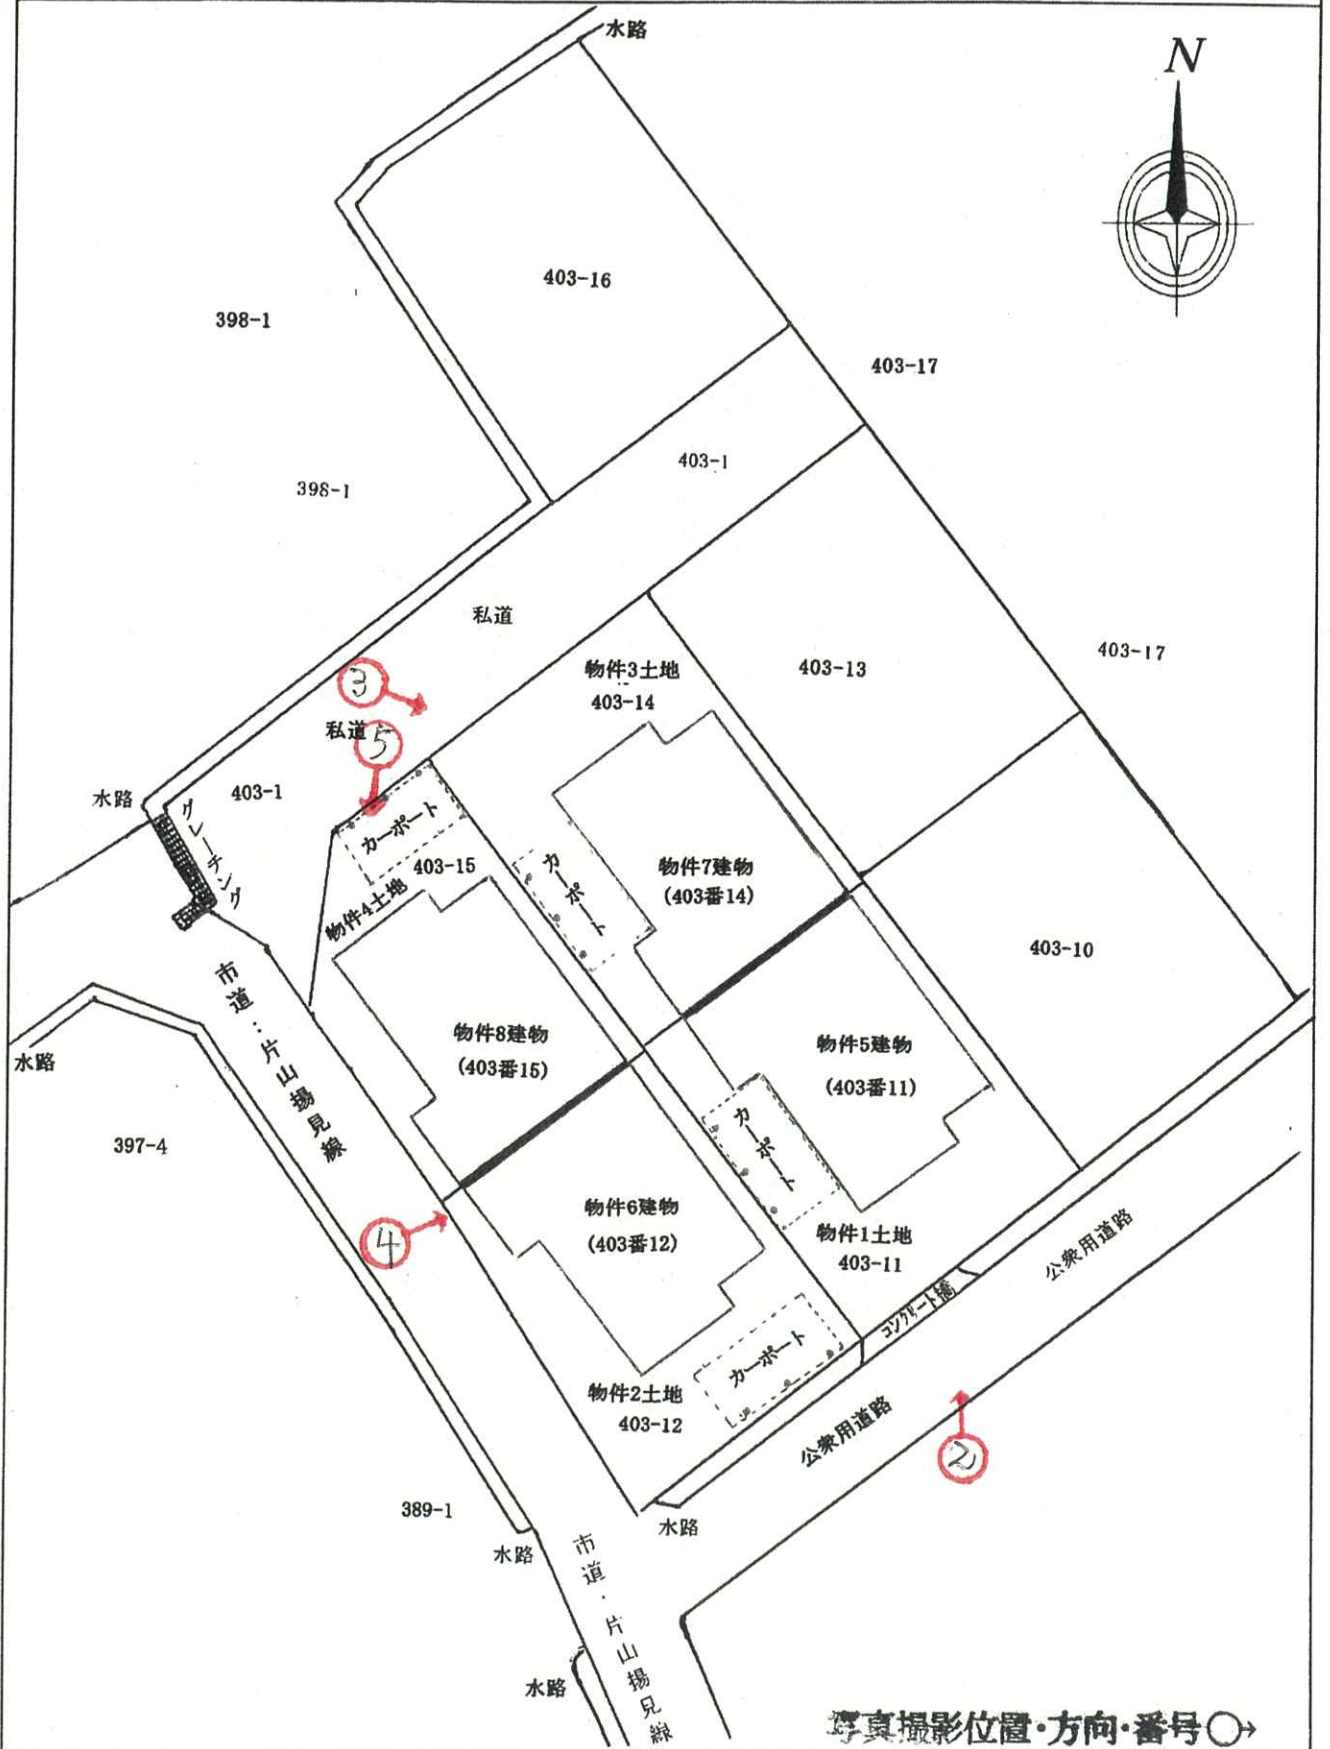 水路
N
403-16
398-1
403-17
403-1
398-1
私道
403-17
物件3土地
403-14
403-13
③
私道
⑤
水路
403-1
グレーチング
カーポート
403-15
物件4土地
カーポート
物件7建物
(403番14)
403-10
市道:片山揚見線
物件8建物
(403番15)
物件5建物
(403番11)
水路
397-4
カーポート
④
物件6建物
(403番12)
物件1土地
403-11
公衆用道路
コンクリート橋
カーポート
物件2土地
403-12
公衆用道路
②
389-1
水路
水路
市道・片山揚見線
水路
写真撮影位置・方向・番号○→